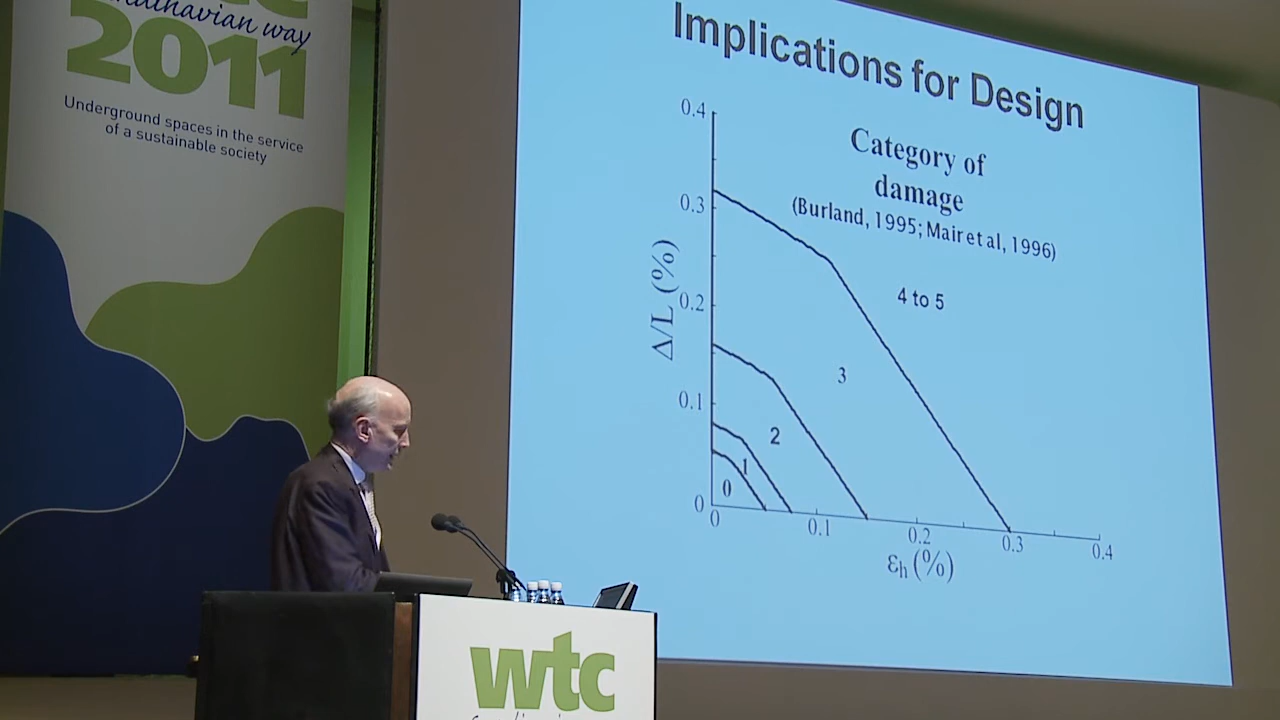 Scandinavian way
2011
Underground spaces in the service
of a sustainable society
Implications for Design
Category of
damage
(Burland, 1995; Mair et al, 1996)
0.4
0.3
0.2
0.1
0
Δ/L (%)
4 to 5
3
2
1
0
0
0.1
0.2
0.3
0.4
εh (%)
wtc